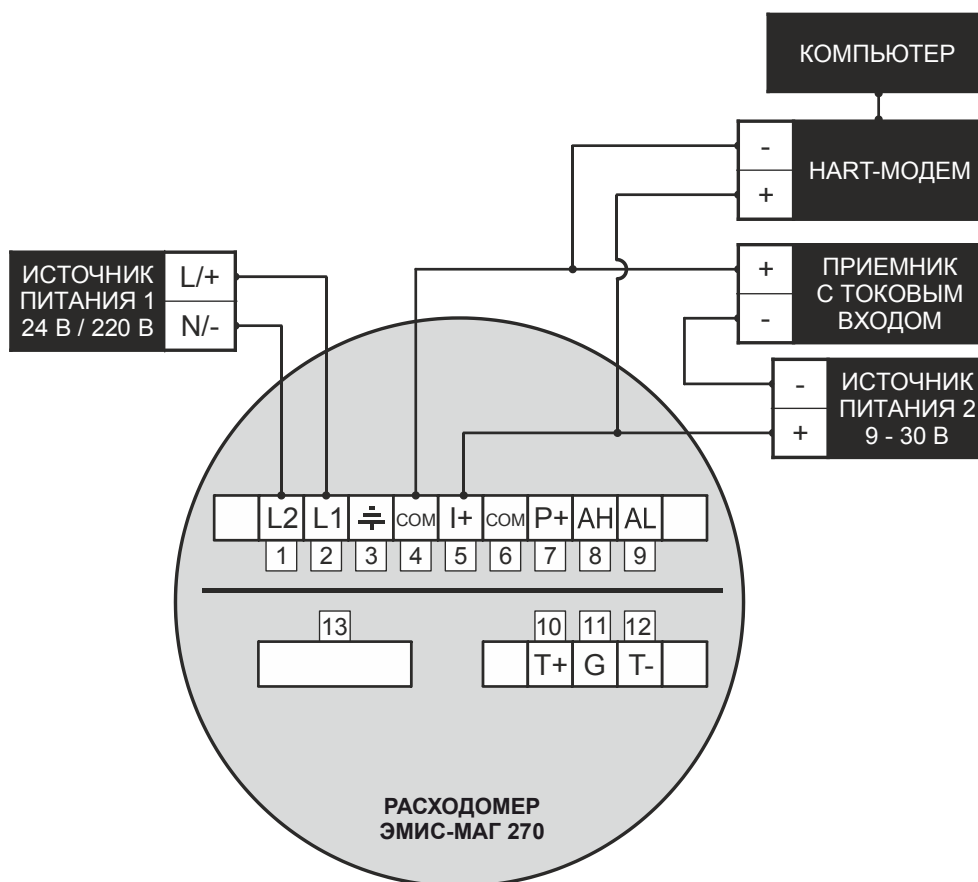 КОМПЬЮТЕР
-
+
HART-МОДЕМ
ИСТОЧНИК
ПИТАНИЯ 1
24 В / 220 В
L/+
N/-
+
-
ПРИЕМНИК
С ТОКОВЫМ
ВХОДОМ
-
+
ИСТОЧНИК
ПИТАНИЯ 2
9 - 30 В
L2 L1 COM I+ COM P+ AH AL
1 2 3 4 5 6 7 8 9
13
10 11 12
T+ G T-
РАСХОДОМЕР
ЭМИС-МАГ 270